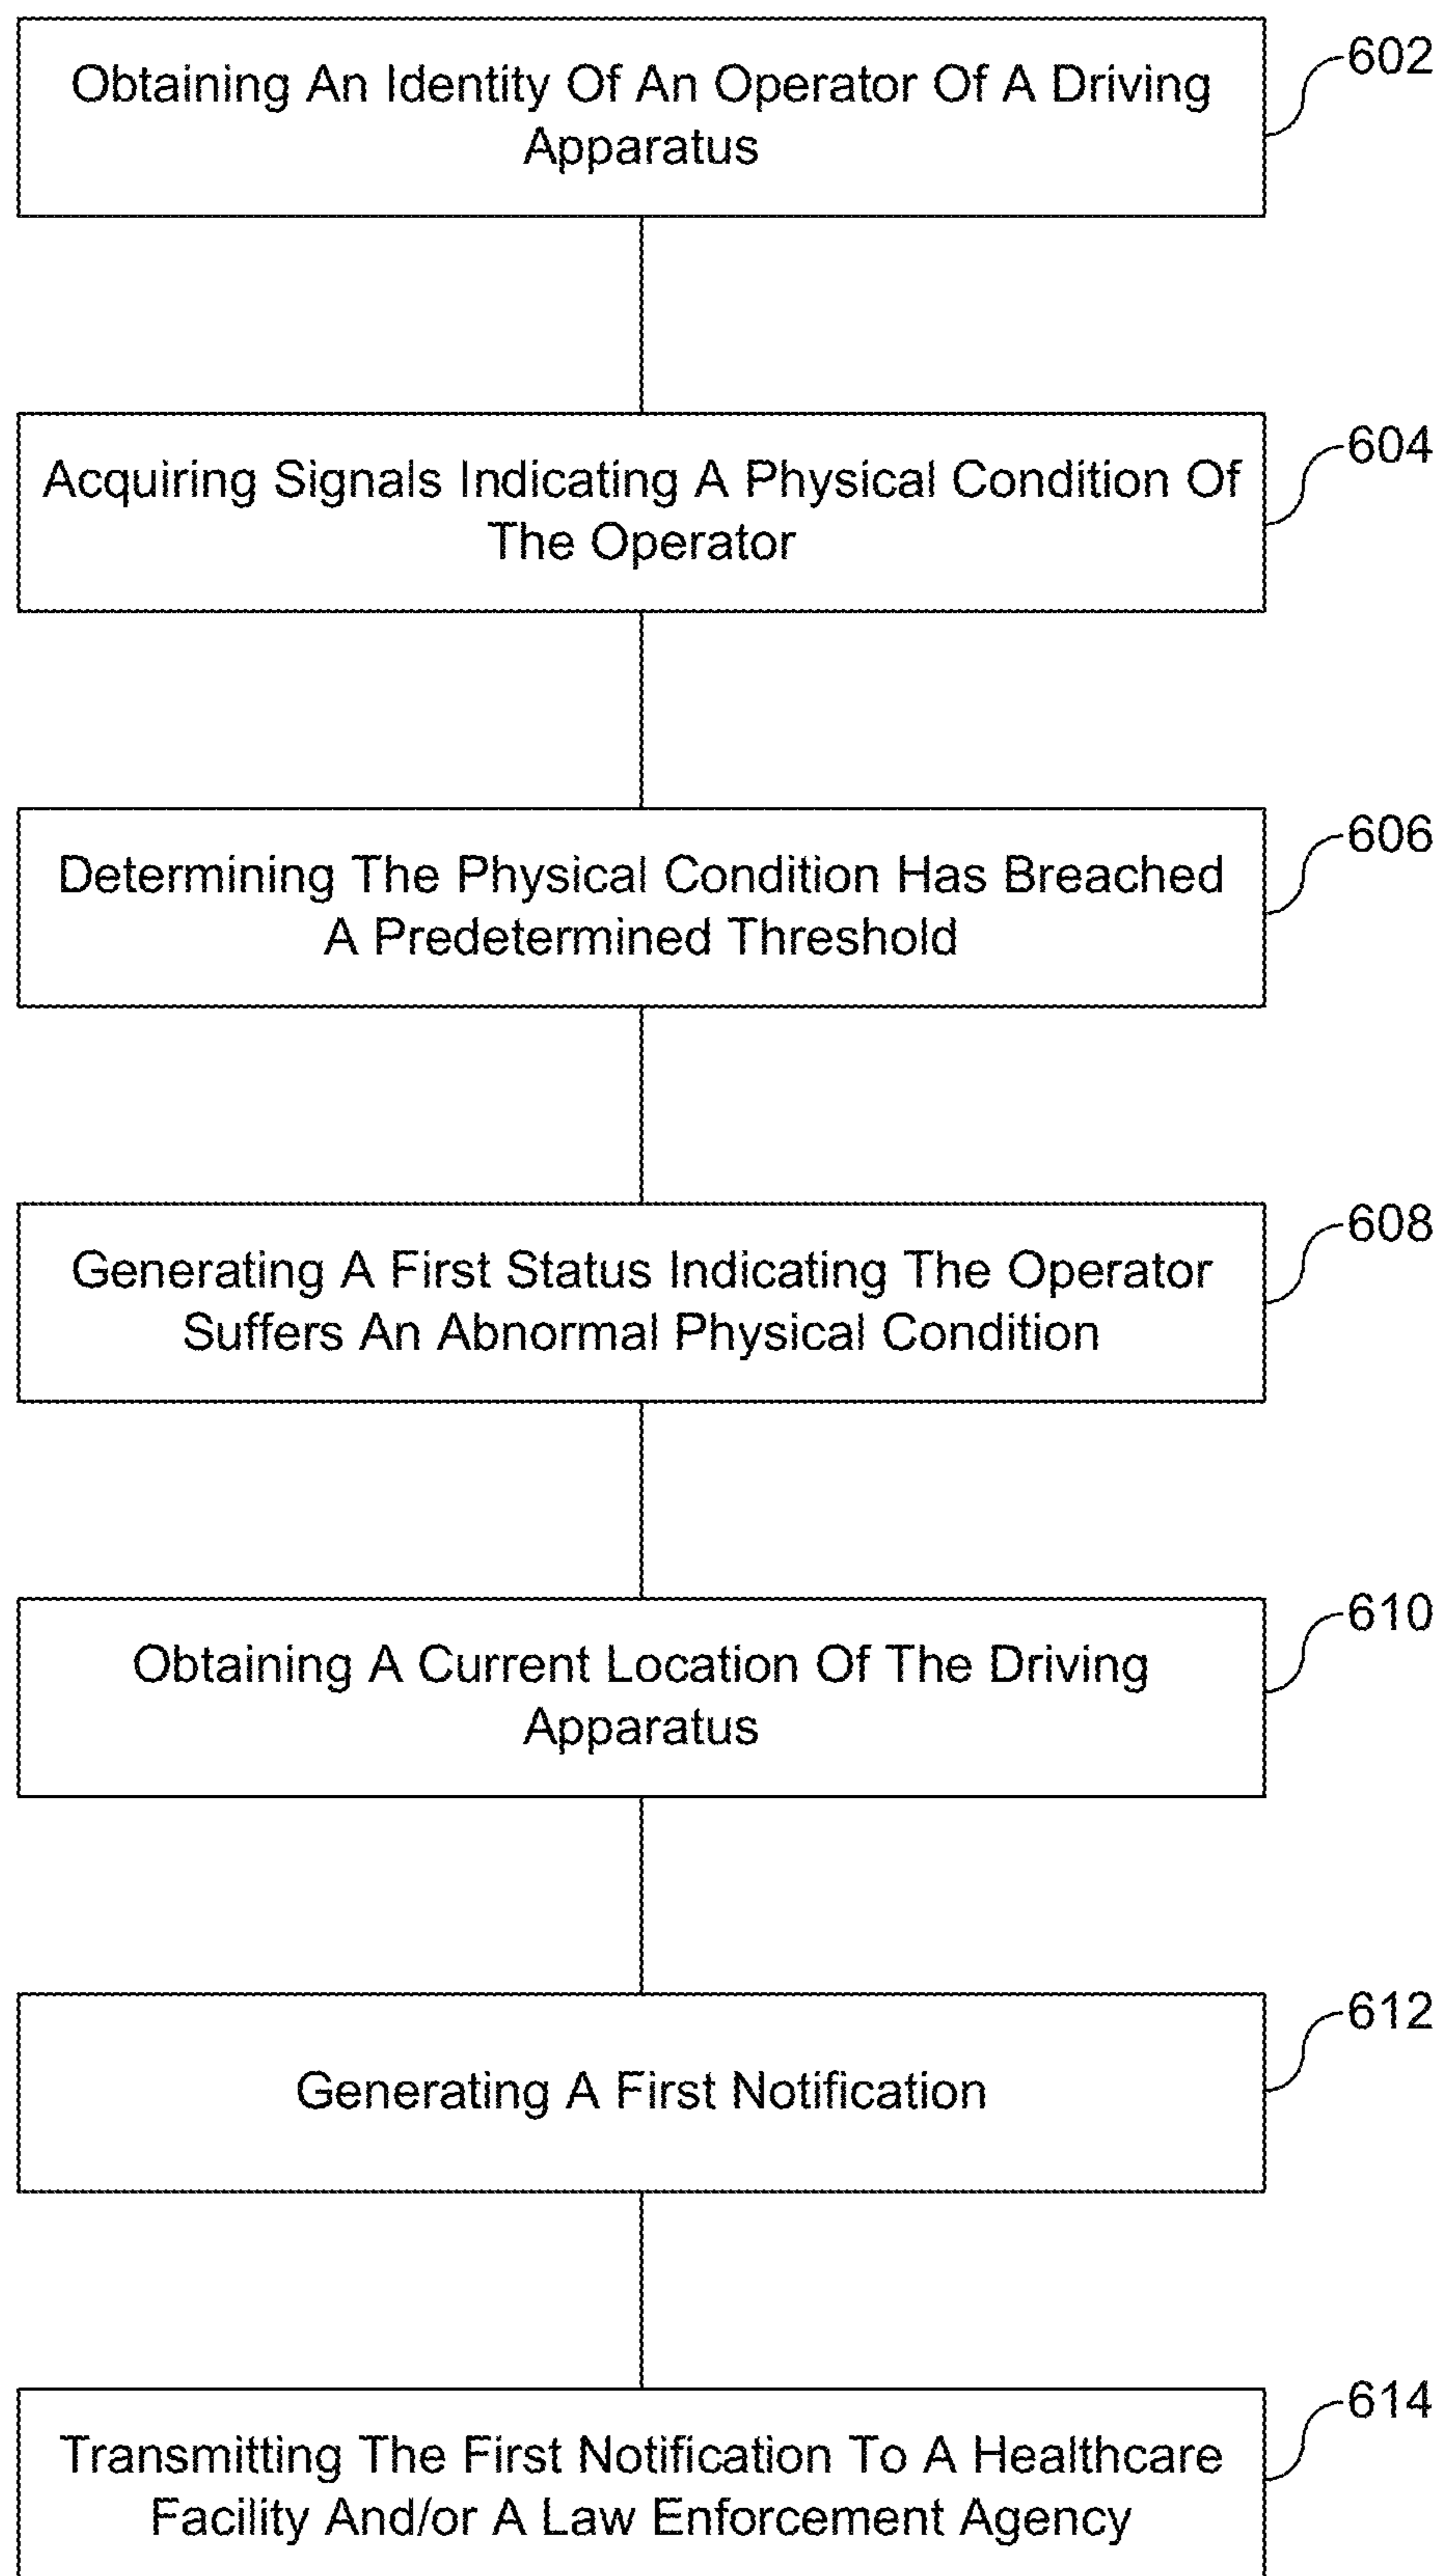 Obtaining An Identity Of An Operator Of A Driving
Apparatus
602
Acquiring Signals Indicating A Physical Condition Of
The Operator
604
Determining The Physical Condition Has Breached
A Predetermined Threshold
606
Generating A First Status Indicating The Operator
Suffers An Abnormal Physical Condition
608
Obtaining A Current Location Of The Driving
Apparatus
610
Generating A First Notification
612
Transmitting The First Notification To A Healthcare
Facility And/or A Law Enforcement Agency
614